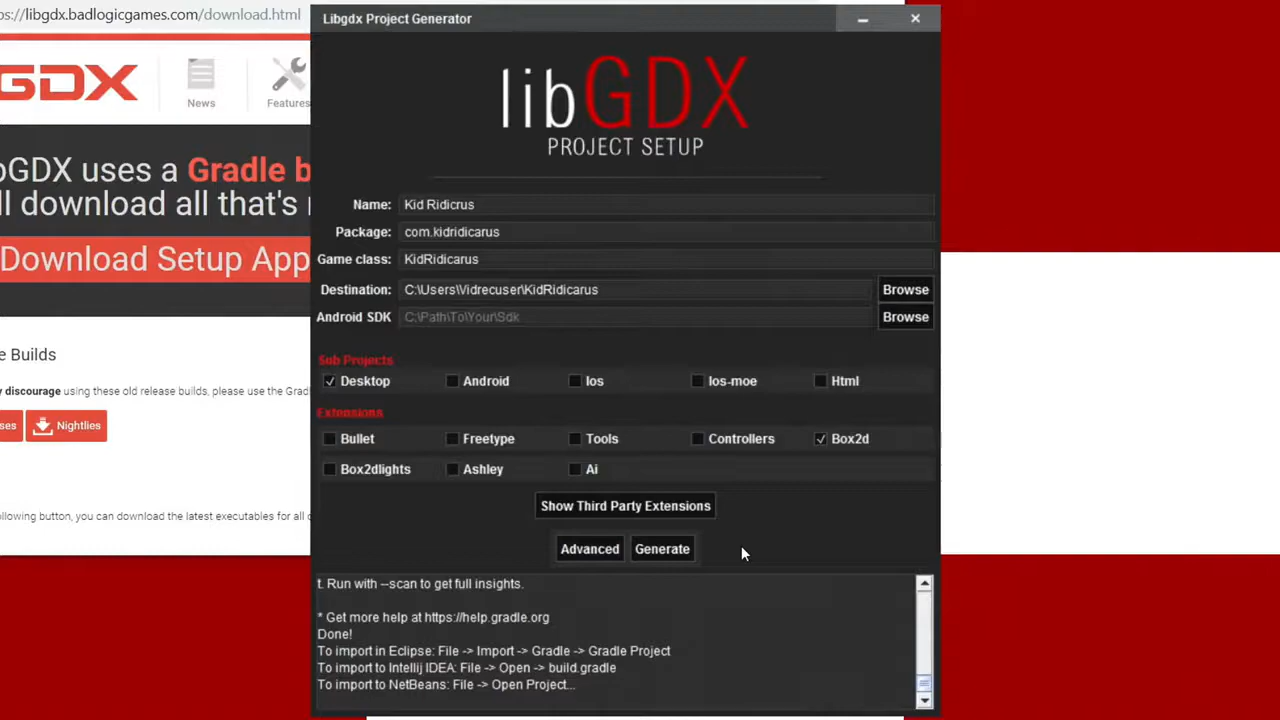 ps://libgdx.badlogicgames.com/download.html
Libgdx Project Generator
GDX
News
Features
libGDX
PROJECT SETUP
bGDX uses a Gradle b
ll download all that's
Download Setup App
Name: Kid Ridicrus
Package: com.kidridicarus
Game class: KidRidicarus
Destination: C:\Users\Vidrecuser\KidRidicarus Browse
Android SDK C:\Path\To\Your\Sdk Browse
e Builds
y discourage using these old release builds, please use the Grad
ses Nightlies
ollowing button, you can download the latest executables for all
Sub Projects
Desktop Android Ios Ios-moe Html
Extensions
Bullet Freetype Tools Controllers Box2d
Box2dlights Ashley Ai
Show Third Party Extensions
Advanced Generate
t. Run with --scan to get full insights.
* Get more help at https://help.gradle.org
Done!
To import in Eclipse: File -> Import -> Gradle -> Gradle Project
To import to Intellij IDEA: File -> Open -> build.gradle
To import to NetBeans: File -> Open Project...